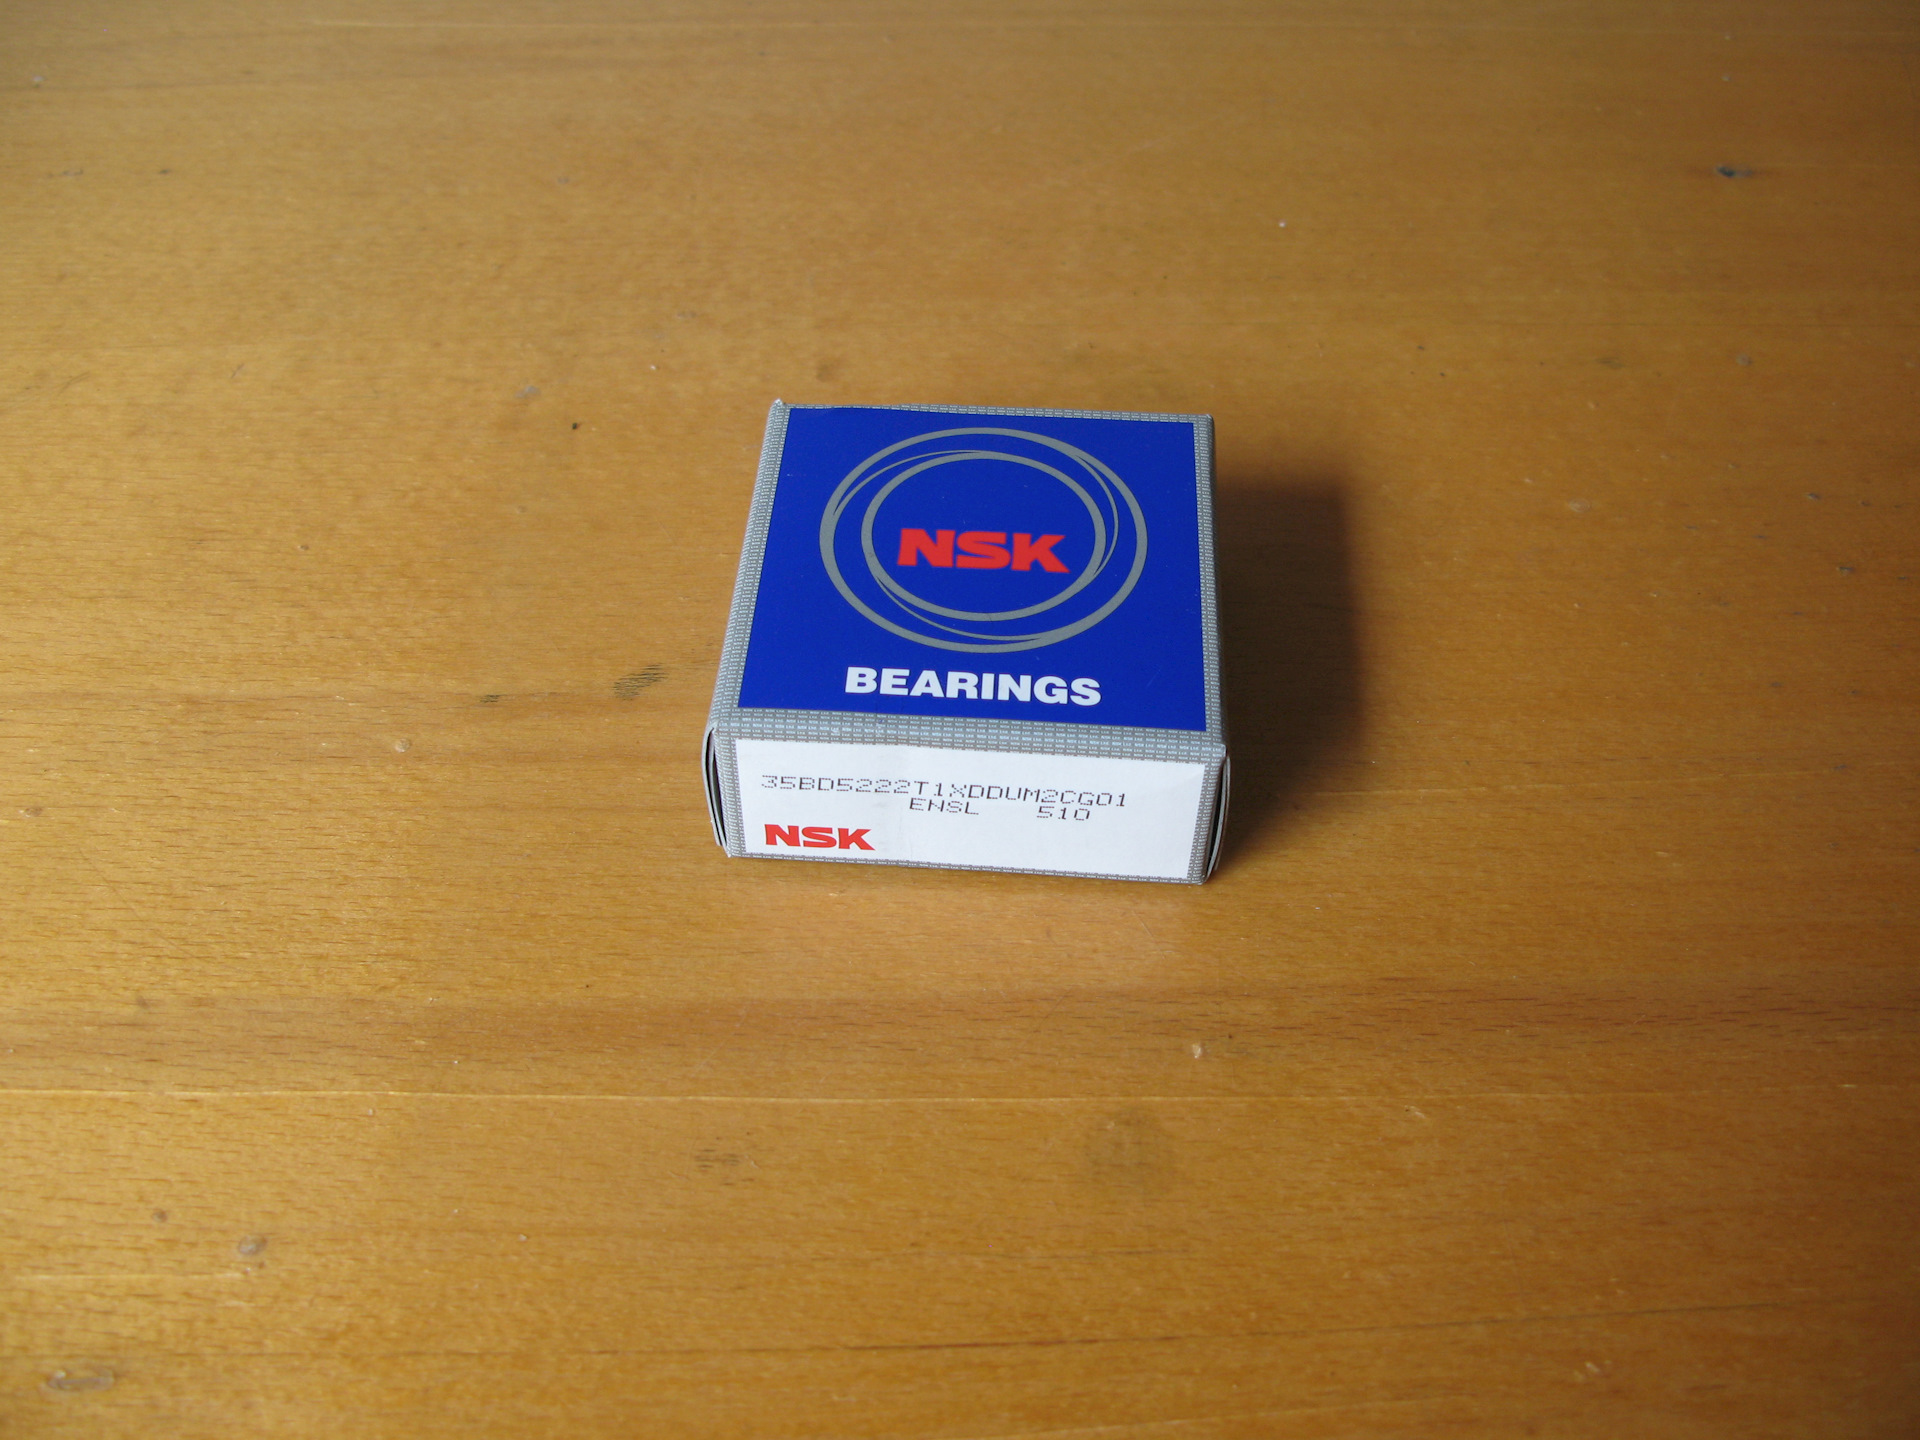 NSK
BEARINGS
35BD5222T1XDDUM2CG01
ENSL 510
NSK